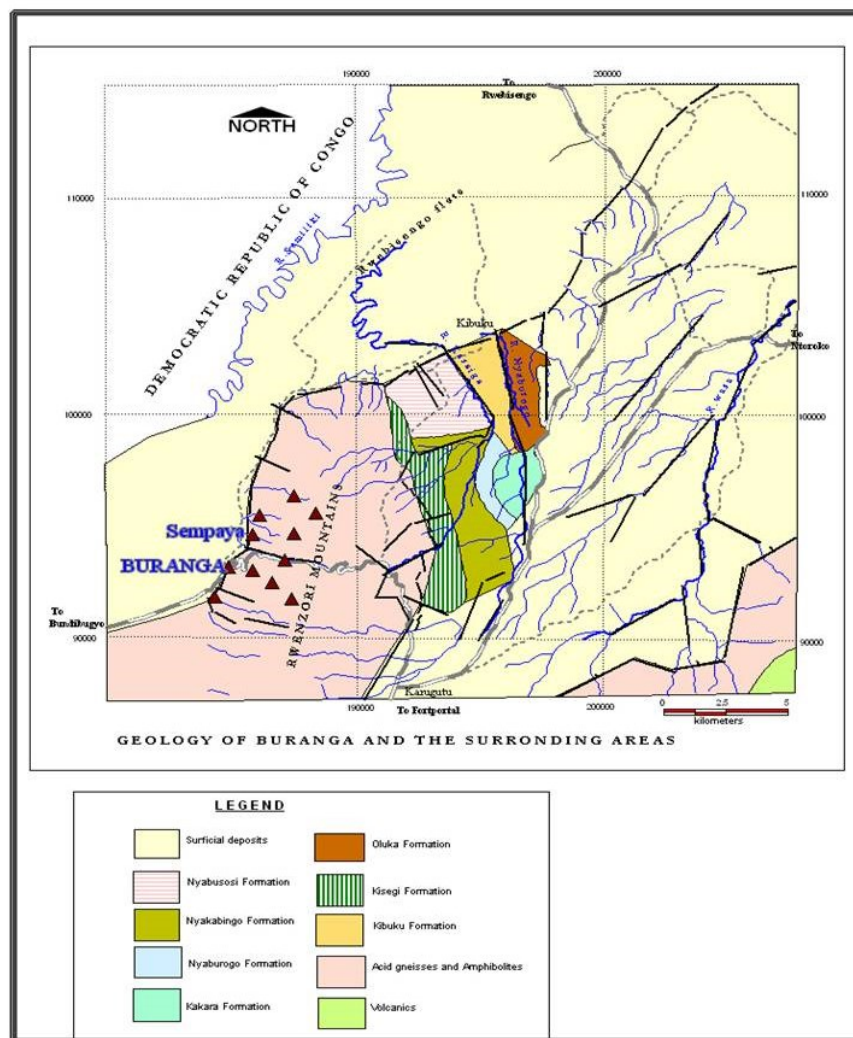 190000
To
Rwebisengo
200000
NORTH
110000
110000
DEMOCRATIC REPUBLIC OF CONGO
R Semiliki
Rwebisengo flats
Kibuku
To
Ntoroko
R. Nyaburogo
R. wasa
100000
100000
Sempaya
BURANGA
RWENZORI MOUNTAINS
To
Bundibugyo
90000
90000
Karugutu
190000
To Fortportal
200000
0 2.5 5
kilometers
GEOLOGY OF BURANGA AND THE SURRONDING AREAS
LEGEND
Surficial deposits
Nyabusosi Formation
Nyakabingo Formation
Nyaburogo Formation
Kakara Formation
Oluka Formation
Kisegi Formation
Kibuku Formation
Acid gneisses and Amphibolites
Volcanics